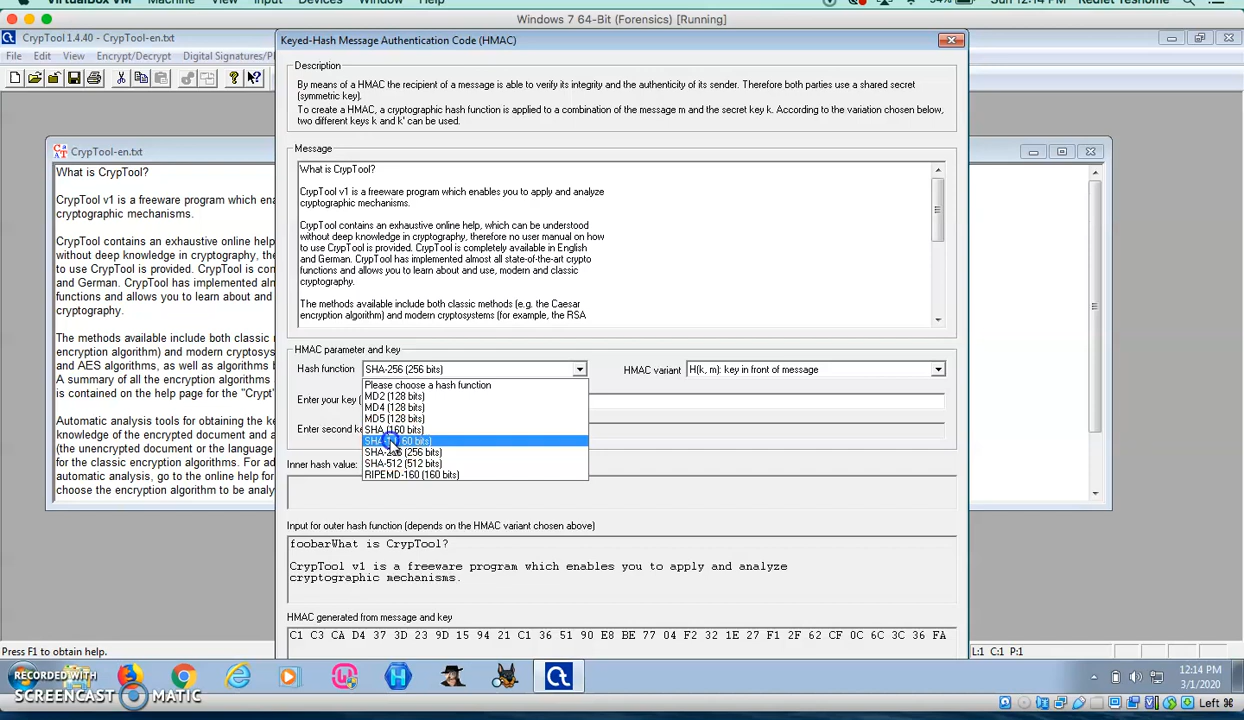 VirtualBox VM Machine View Input Devices Window Help
94% Sun 12:14 PM Rediet Teshome
Windows 7 64-Bit (Forensics) [Running]
CrypTool 1.4.40 - CrypTool-en.txt
File Edit View Encrypt/Decrypt Digital Signatures/P
CrypTool-en.txt
What is CrypTool?
CrypTool v1 is a freeware program which ena
cryptographic mechanisms.
CrypTool contains an exhaustive online help
without deep knowledge in cryptography, there
to use CrypTool is provided. CrypTool is con
and German. CrypTool has implemented almo
functions and allows you to learn about and
cryptography.
The methods available include both classic r
encryption algorithm) and modern cryptosys
and AES algorithms, as well as algorithms b
A summary of all the encryption algorithms
is contained on the help page for the "Crypt"
Automatic analysis tools for obtaining the ke
knowledge of the encrypted document and a
(the unencrypted document or the language
for the classic encryption algorithms. For ad
automatic analysis, go to the online help for
choose the encryption algorithm to be analy
Keyed-Hash Message Authentication Code (HMAC)
Description
By means of a HMAC the recipient of a message is able to verify its integrity and the authenticity of its sender. Therefore both parties use a shared secret
(symmetric key).
To create a HMAC, a cryptographic hash function is applied to a combination of the message m and the secret key k. According to the variation chosen below,
two different keys k and k' can be used.
Message
What is CrypTool?
CrypTool v1 is a freeware program which enables you to apply and analyze
cryptographic mechanisms.
CrypTool contains an exhaustive online help, which can be understood
without deep knowledge in cryptography, therefore no user manual on how
to use CrypTool is provided. CrypTool is completely available in English
and German. CrypTool has implemented almost all state-of-the-art crypto
functions and allows you to learn about and use, modern and classic
cryptography.
The methods available include both classic methods (e.g. the Caesar
encryption algorithm) and modern cryptosystems (for example, the RSA
HMAC parameter and key
Hash function SHA-256 (256 bits) HMAC variant H(k, m): key in front of message
Please choose a hash function
MD2 (128 bits)
MD4 (128 bits)
MD5 (128 bits)
SHA (160 bits)
bits)
SHA-256 (256 bits)
SHA-512 (512 bits)
RIPEMD-160 (160 bits)
Enter your key (
Enter second ke
Inner hash value:
Input for outer hash function (depends on the HMAC variant chosen above)
foobarWhat is CrypTool?
CrypTool v1 is a freeware program which enables you to apply and analyze
cryptographic mechanisms.
HMAC generated from message and key
C1 C3 CA D4 37 3D 23 9D 15 94 C1 36 51 90 E8 BE 77 04 F2 32 1E 27 F1 2F 62 CF 0C 6C 3C 36 FA
Press F1 to obtain help.
L:1 C:1 P:1
RECORDED WITH
SCREENCAST MATIC
12:14 PM
3/1/2020
Left ⌘